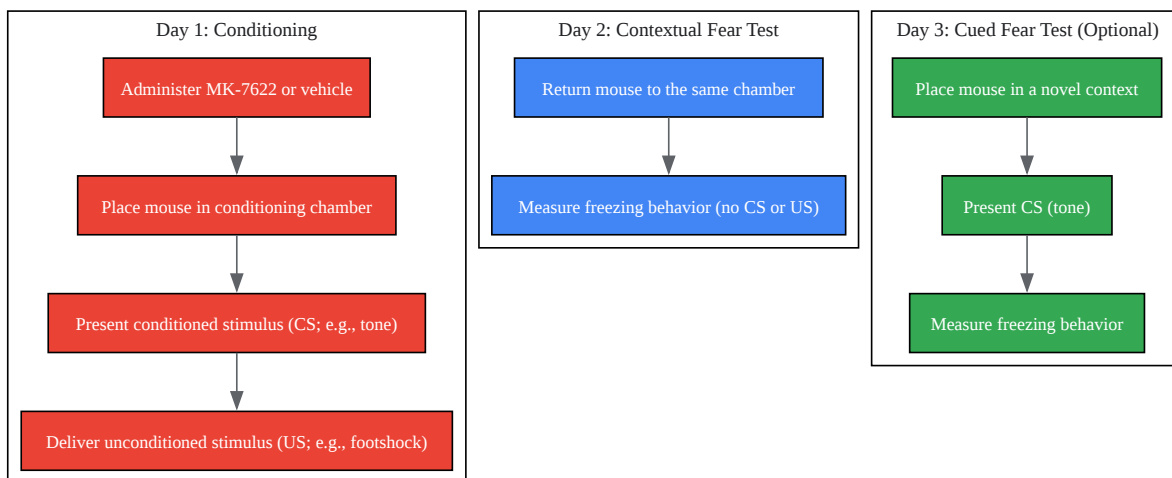 Day 1: Conditioning
Administer MK-7622 or vehicle
Place mouse in conditioning chamber
Present conditioned stimulus (CS; e.g., tone)
Deliver unconditioned stimulus (US; e.g., footshock)
Day 2: Contextual Fear Test
Return mouse to the same chamber
Measure freezing behavior (no CS or US)
Day 3: Cued Fear Test (Optional)
Place mouse in a novel context
Present CS (tone)
Measure freezing behavior